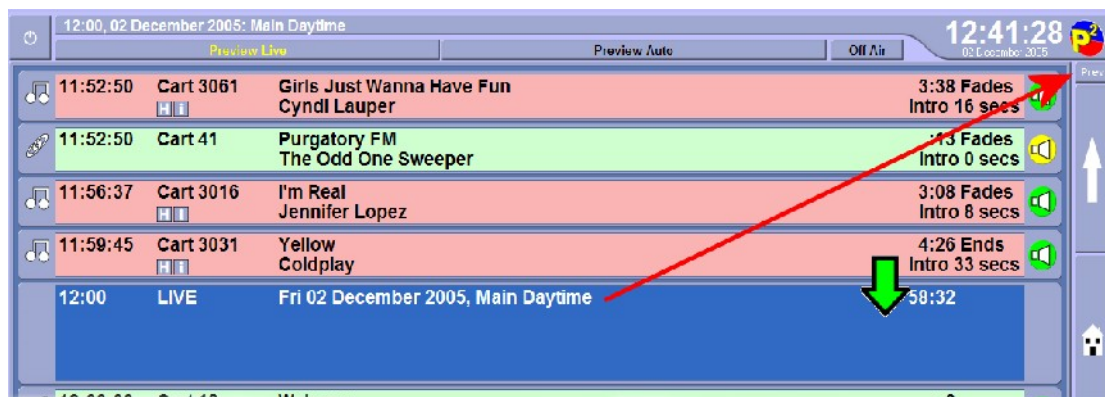 12:00, 02 December 2005: Main Daytime
12:41:28
02 December 2005
P²
Preview Live
Preview Auto
Off Air
Prev
11:52:50 Cart 3061 Girls Just Wanna Have Fun 3:38 Fades
H i Cyndi Lauper Intro 16 secs
11:52:50 Cart 41 Purgatory FM :13 Fades
The Odd One Sweeper Intro 0 secs
11:56:37 Cart 3016 I'm Real 3:08 Fades
H i Jennifer Lopez Intro 8 secs
11:59:45 Cart 3031 Yellow 4:26 Ends
H i Coldplay Intro 33 secs
12:00 LIVE Fri 02 December 2005, Main Daytime 58:32